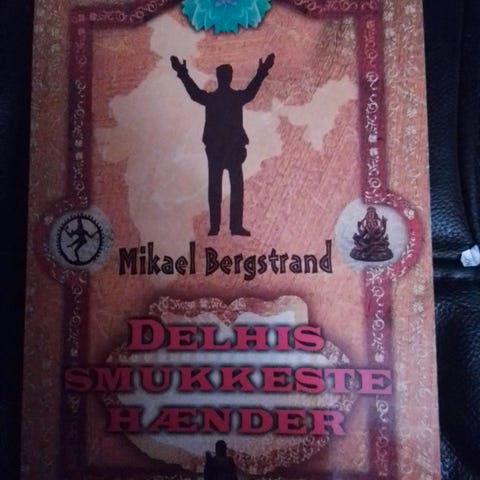 Mikael Bergstrand
DELHIS
SMUKKESTE
HÆNDER